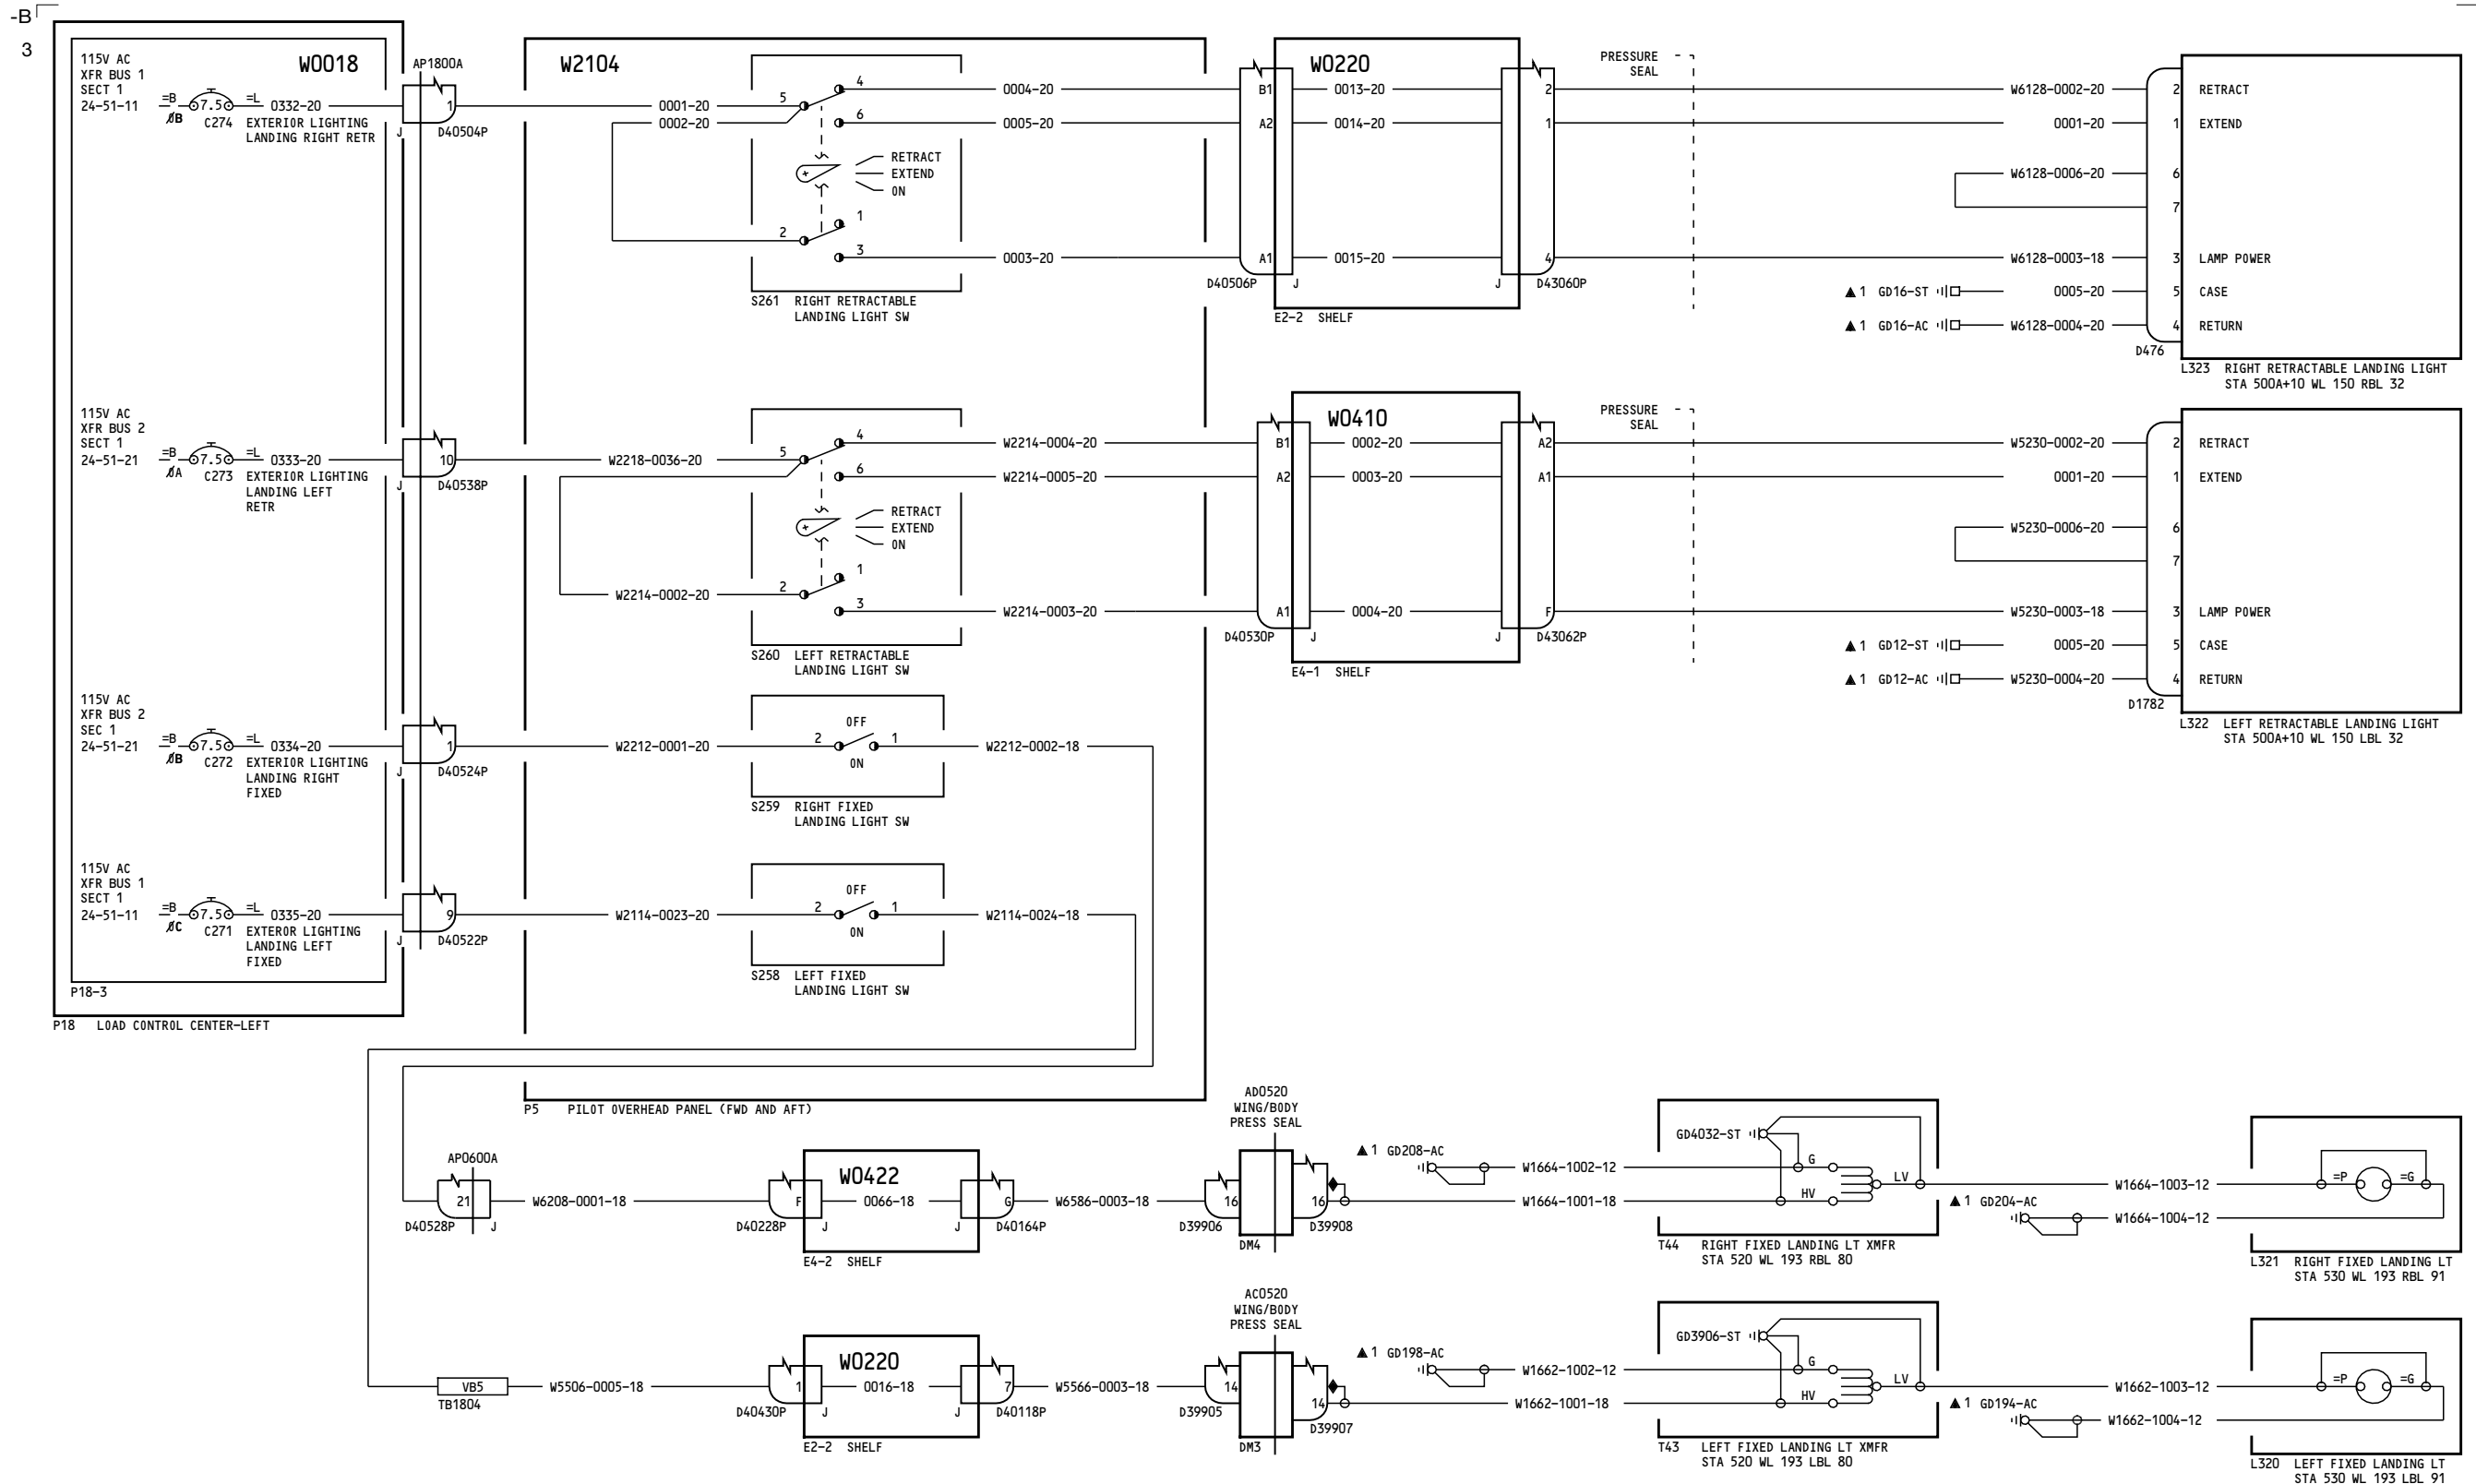 -B
3
115V AC
XFR BUS 1
SECT 1
24-51-11
=B
ØB
7.5
C274
=L
0332-20
EXTERIOR LIGHTING
LANDING RIGHT RETR
W0018
AP1800A
1
J
D40504P
W2104
0001-20
0002-20
5
4
6
RETRACT
EXTEND
ON
2
1
3
S261 RIGHT RETRACTABLE
LANDING LIGHT SW
0004-20
0005-20
0003-20
B1
A2
A1
D40506P
J
W0220
0013-20
0014-20
0015-20
E2-2 SHELF
2
1
4
J
D43060P
PRESSURE
SEAL
W6128-0002-20
0001-20
W6128-0006-20
W6128-0003-18
▲1 GD16-ST
0005-20
▲1 GD16-AC
W6128-0004-20
2 RETRACT
1 EXTEND
6
7
3 LAMP POWER
5 CASE
4 RETURN
D476
L323 RIGHT RETRACTABLE LANDING LIGHT
STA 500A+10 WL 150 RBL 32
115V AC
XFR BUS 2
SECT 1
24-51-21
=B
ØA
7.5
C273
=L
0333-20
EXTERIOR LIGHTING
LANDING LEFT
RETR
10
J
D40538P
W2218-0036-20
W2214-0002-20
5
4
6
RETRACT
EXTEND
ON
2
1
3
S260 LEFT RETRACTABLE
LANDING LIGHT SW
W2214-0004-20
W2214-0005-20
W2214-0003-20
B1
A2
A1
D40530P
J
W0410
0002-20
0003-20
0004-20
E4-1 SHELF
A2
A1
F
J
D43062P
PRESSURE
SEAL
W5230-0002-20
0001-20
W5230-0006-20
W5230-0003-18
▲1 GD12-ST
0005-20
▲1 GD12-AC
W5230-0004-20
2 RETRACT
1 EXTEND
6
7
3 LAMP POWER
5 CASE
4 RETURN
D1782
L322 LEFT RETRACTABLE LANDING LIGHT
STA 500A+10 WL 150 LBL 32
115V AC
XFR BUS 2
SEC 1
24-51-21
=B
ØB
7.5
C272
=L
0334-20
EXTERIOR LIGHTING
LANDING RIGHT
FIXED
1
J
D40524P
W2212-0001-20
OFF
2
1
ON
W2212-0002-18
S259 RIGHT FIXED
LANDING LIGHT SW
115V AC
XFR BUS 1
SECT 1
24-51-11
=B
ØC
7.5
C271
=L
0335-20
EXTEROR LIGHTING
LANDING LEFT
FIXED
9
J
D40522P
W2114-0023-20
OFF
2
1
ON
W2114-0024-18
S258 LEFT FIXED
LANDING LIGHT SW
P18-3
P18 LOAD CONTROL CENTER-LEFT
P5 PILOT OVERHEAD PANEL (FWD AND AFT)
AP0600A
21
D40528P
J
W6208-0001-18
F
D40228P
J
W0422
0066-18
E4-2 SHELF
J
G
D40164P
W6586-0003-18
AD0520
WING/BODY
PRESS SEAL
16
D39906
DM4
16
D39908
▲1 GD208-AC
W1664-1002-12
W1664-1001-18
GD4032-ST
G
HV
LV
T44 RIGHT FIXED LANDING LT XMFR
STA 520 WL 193 RBL 80
▲1 GD204-AC
W1664-1003-12
W1664-1004-12
=P
=G
L321 RIGHT FIXED LANDING LT
STA 530 WL 193 RBL 91
VB5
TB1804
W5506-0005-18
1
D40430P
J
W0220
0016-18
E2-2 SHELF
J
7
D40118P
W5566-0003-18
AC0520
WING/BODY
PRESS SEAL
14
D39905
DM3
14
D39907
▲1 GD198-AC
W1662-1002-12
W1662-1001-18
GD3906-ST
G
HV
LV
T43 LEFT FIXED LANDING LT XMFR
STA 520 WL 193 LBL 80
▲1 GD194-AC
W1662-1003-12
W1662-1004-12
=P
=G
L320 LEFT FIXED LANDING LT
STA 530 WL 193 LBL 91